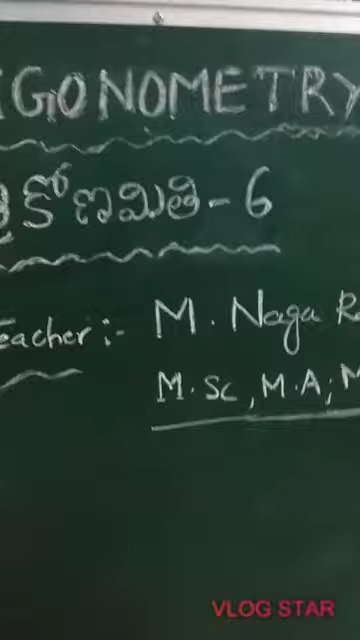 IGONOMETRY
త్రికోణమితి - 6
eacher :- M. Naga R
M.Sc, M.A; M
VLOG STAR